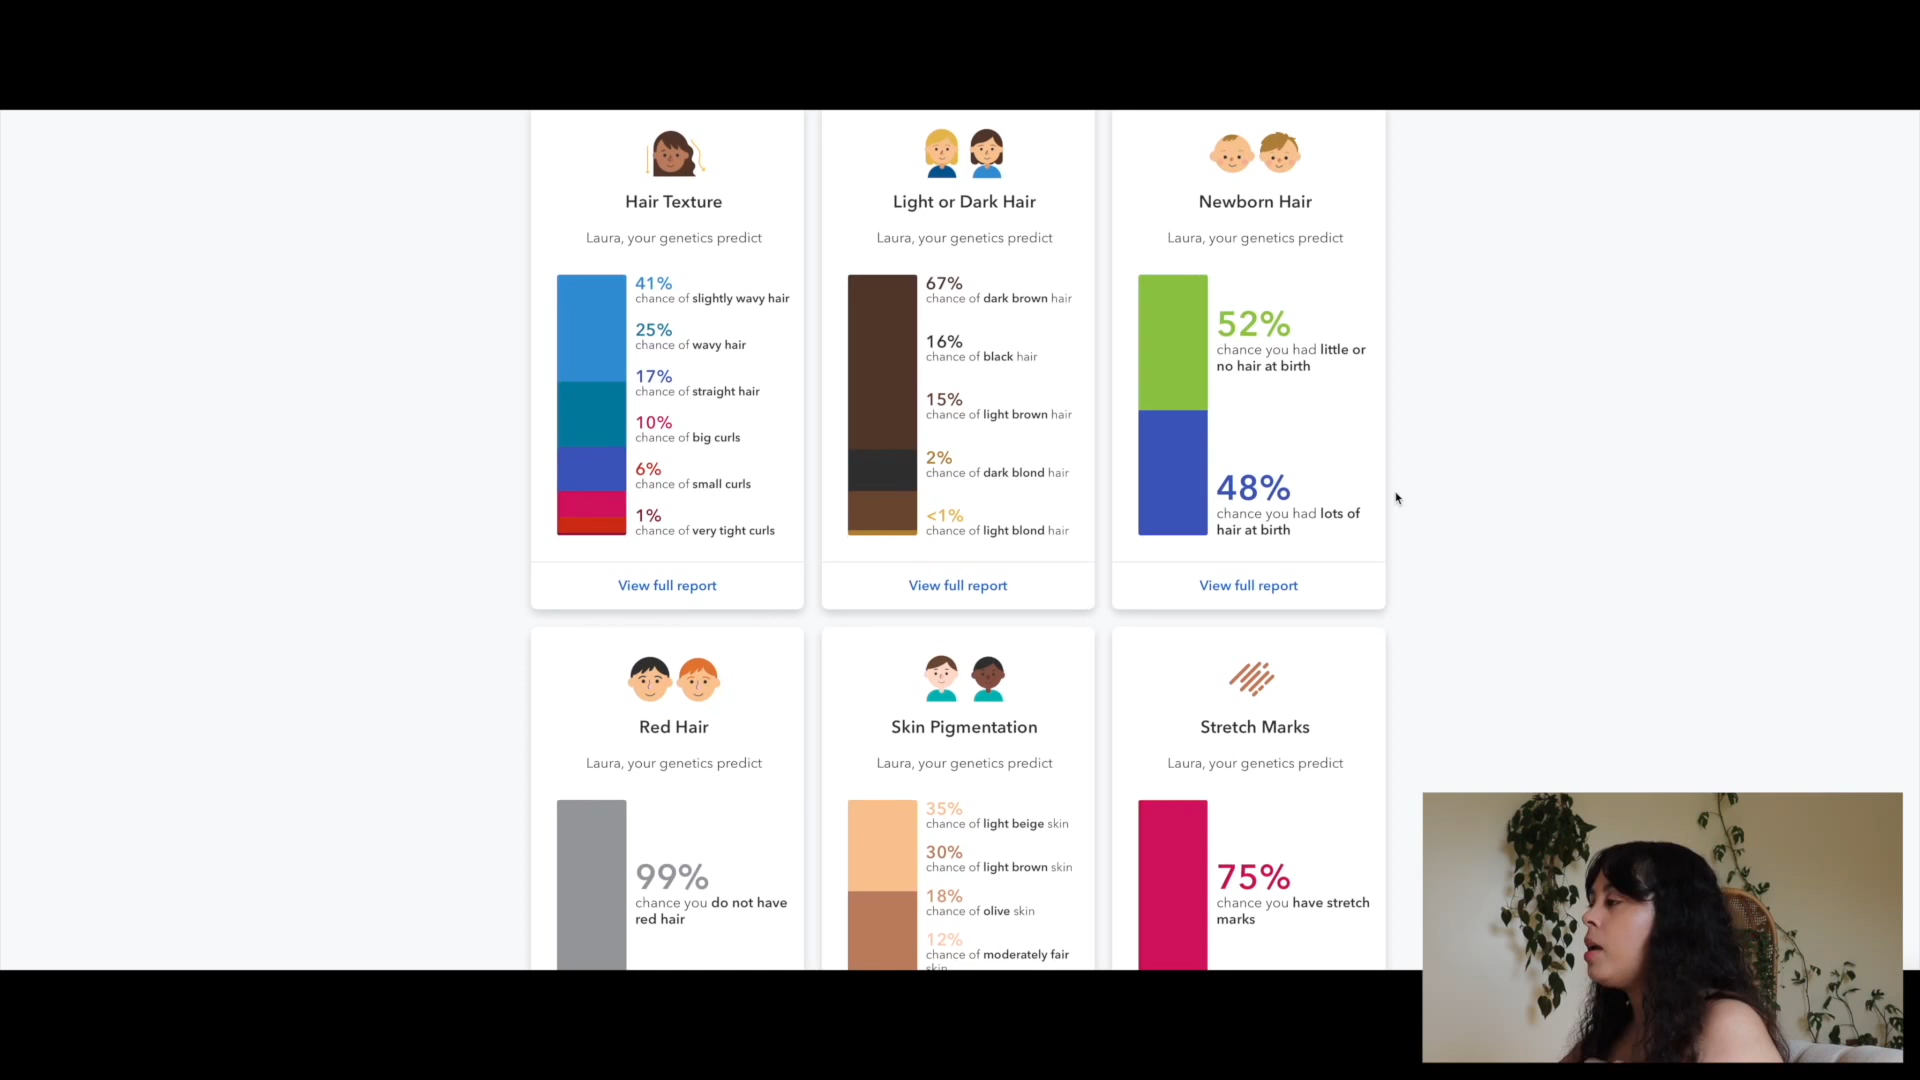 Hair Texture
Laura, your genetics predict
41%
chance of slightly wavy hair
25%
chance of wavy hair
17%
chance of straight hair
10%
chance of big curls
6%
chance of small curls
1%
chance of very tight curls
View full report
Light or Dark Hair
Laura, your genetics predict
67%
chance of dark brown hair
16%
chance of black hair
15%
chance of light brown hair
2%
chance of dark blond hair
<1%
chance of light blond hair
View full report
Newborn Hair
Laura, your genetics predict
52%
chance you had little or
no hair at birth
48%
chance you had lots of
hair at birth
View full report
Red Hair
Laura, your genetics predict
99%
chance you do not have
red hair
Skin Pigmentation
Laura, your genetics predict
35%
chance of light beige skin
30%
chance of light brown skin
18%
chance of olive skin
12%
chance of moderately fair
skin
Stretch Marks
Laura, your genetics predict
75%
chance you have stretch
marks